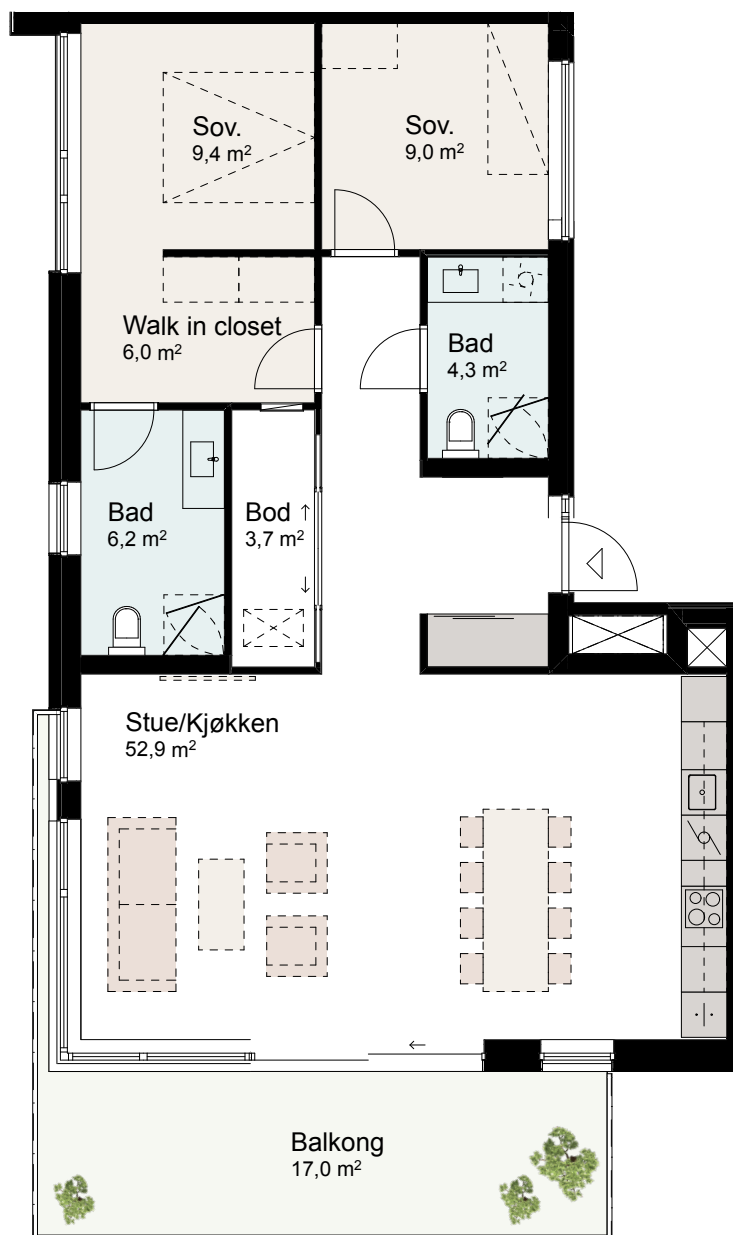 Sov.
9,4 m²
Sov.
9,0 m²
Walk in closet
6,0 m²
Bad
4,3 m²
Bad
6,2 m²
Bod
3,7 m²
Stue/Kjøkken
52,9 m²
Balkong
17,0 m²